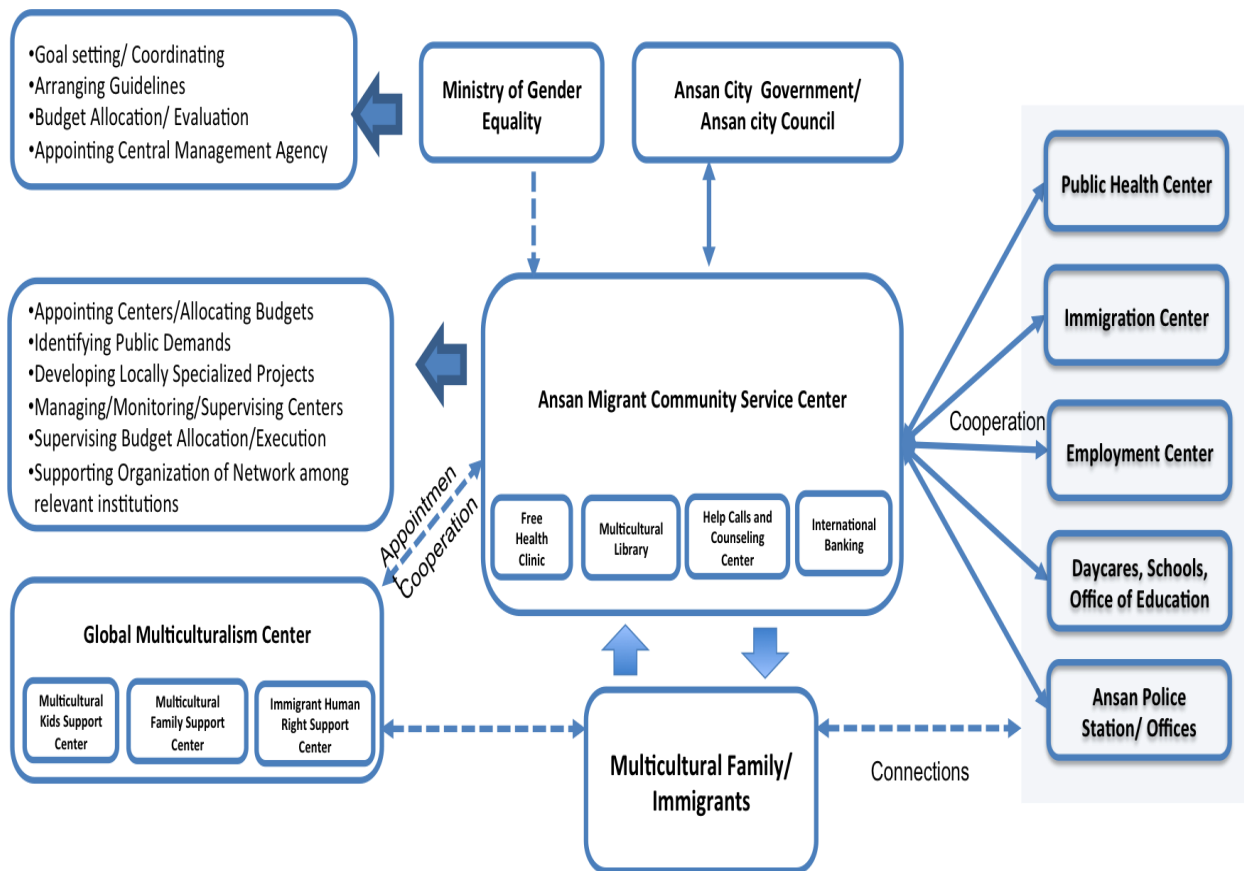 •Goal setting/ Coordinating
•Arranging Guidelines
•Budget Allocation/ Evaluation
•Appointing Central Management Agency
Ministry of Gender
Equality
Ansan City Government/
Ansan city Council
Public Health Center
Immigration Center
Employment Center
Daycares, Schools,
Office of Education
Ansan Police
Station/ Offices
Cooperation
•Appointing Centers/Allocating Budgets
•Identifying Public Demands
•Developing Locally Specialized Projects
•Managing/Monitoring/Supervising Centers
•Supervising Budget Allocation/Execution
•Supporting Organization of Network among
relevant institutions
Ansan Migrant Community Service Center
Free
Health
Clinic
Multicultural
Library
Help Calls and
Counseling
Center
International
Banking
Appointmen
t
Cooperation
Global Multiculturalism Center
Multicultural
Kids Support
Center
Multicultural
Family Support
Center
Immigrant Human
Right Support
Center
Multicultural Family/
Immigrants
Connections